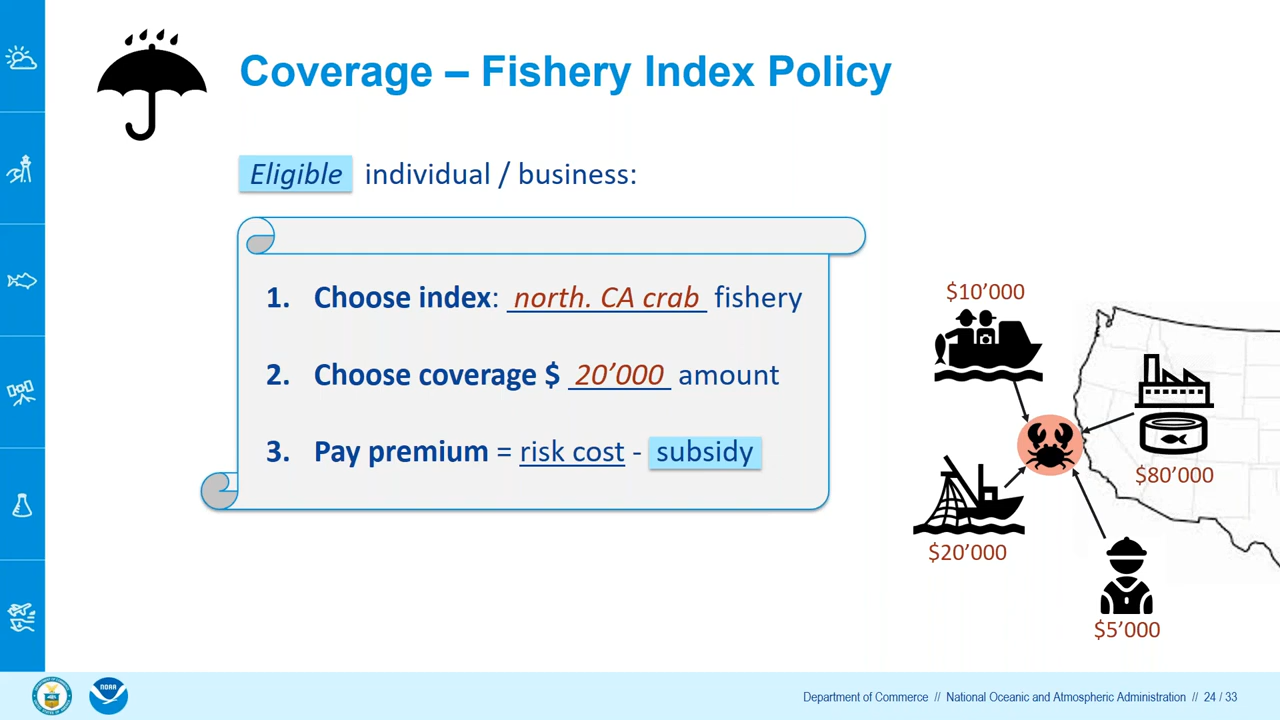 Coverage – Fishery Index Policy
Eligible individual / business:
1. Choose index: north. CA crab fishery
2. Choose coverage $ 20’000 amount
3. Pay premium = risk cost - subsidy
$10’000
$80’000
$20’000
$5’000
NOAA
Department of Commerce // National Oceanic and Atmospheric Administration // 24 / 33